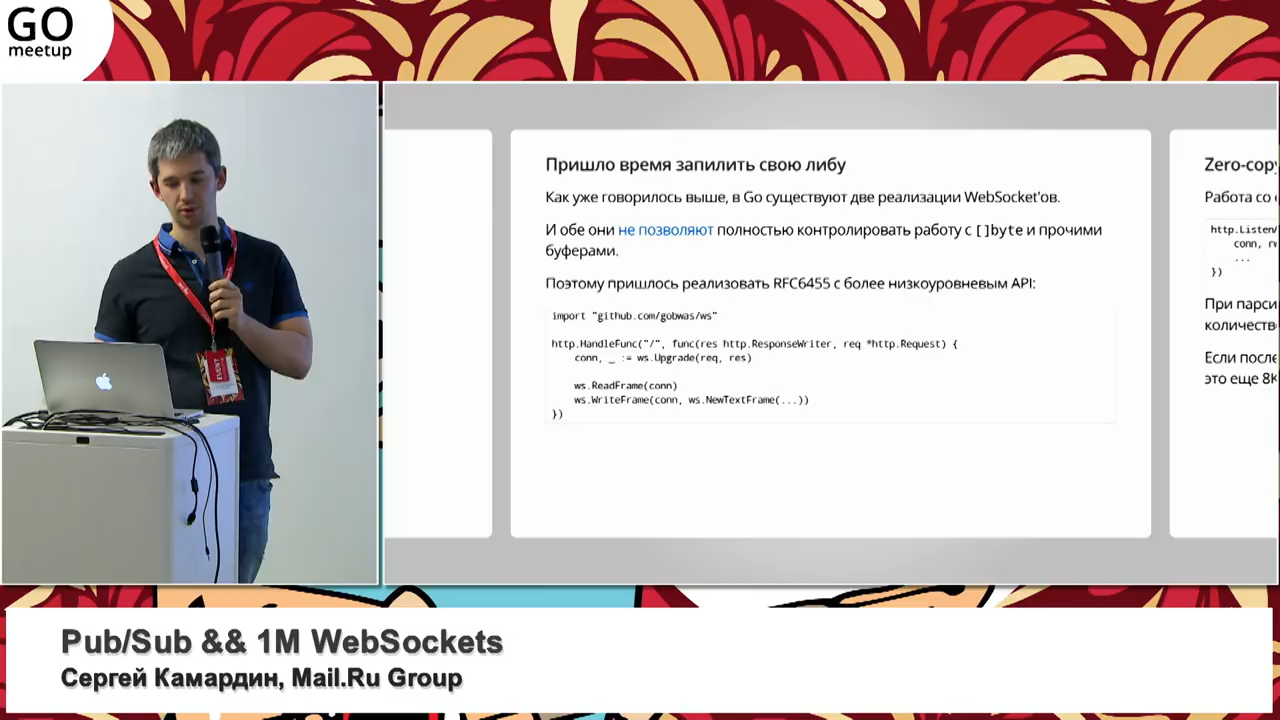 GO
meetup
Пришло время запилить свою либу
Как уже говорилось выше, в Go существуют две реализации WebSocket'ов.
И обе они не позволяют полностью контролировать работу с []byte и прочими
буферами.
Поэтому пришлось реализовать RFC6455 с более низкоуровневым API:
import "github.com/gobwas/ws"
http.HandleFunc("/", func(res http.ResponseWriter, req *http.Request) {
conn, _ := ws.Upgrade(req, res)
ws.ReadFrame(conn)
ws.WriteFrame(conn, ws.NewTextFrame(...))
})
Zero-cop
Работа со
http.Listen
conn,
...
})
При парси
количеств
Если после
это еще 8К
EVENT
Pub/Sub && 1M WebSockets
Сергей Камардин, Mail.Ru Group